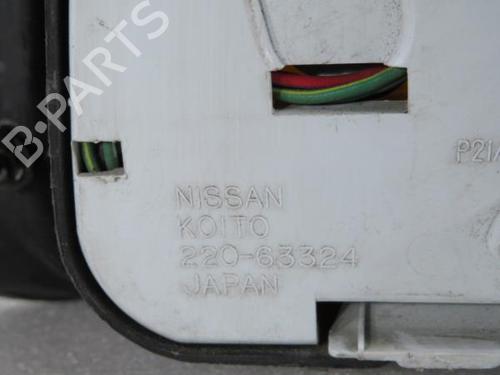 B-PARTS
P21/
NISSAN
KOITO
220-63324
JAPAN